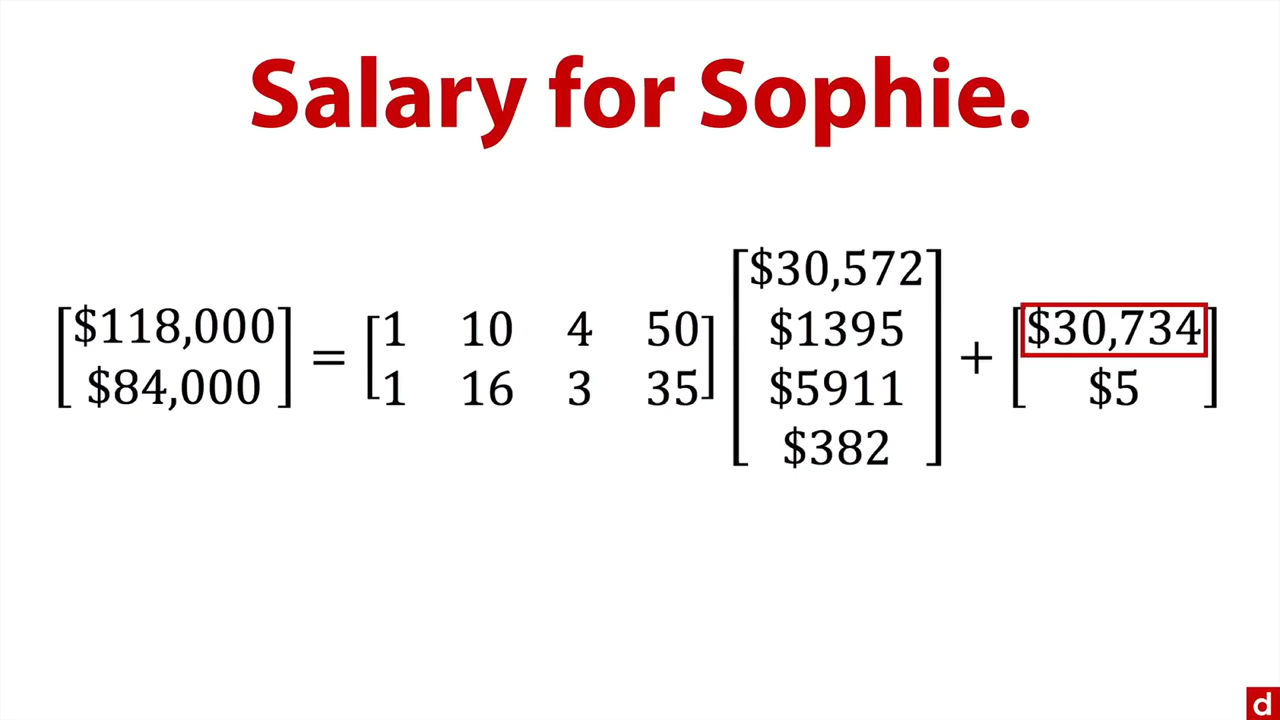 Salary for Sophie.
[$118,000
$84,000] = [1 10 4 50
1 16 3 35] [$30,572
$1395
$5911
$382] + [$30,734
$5]
d